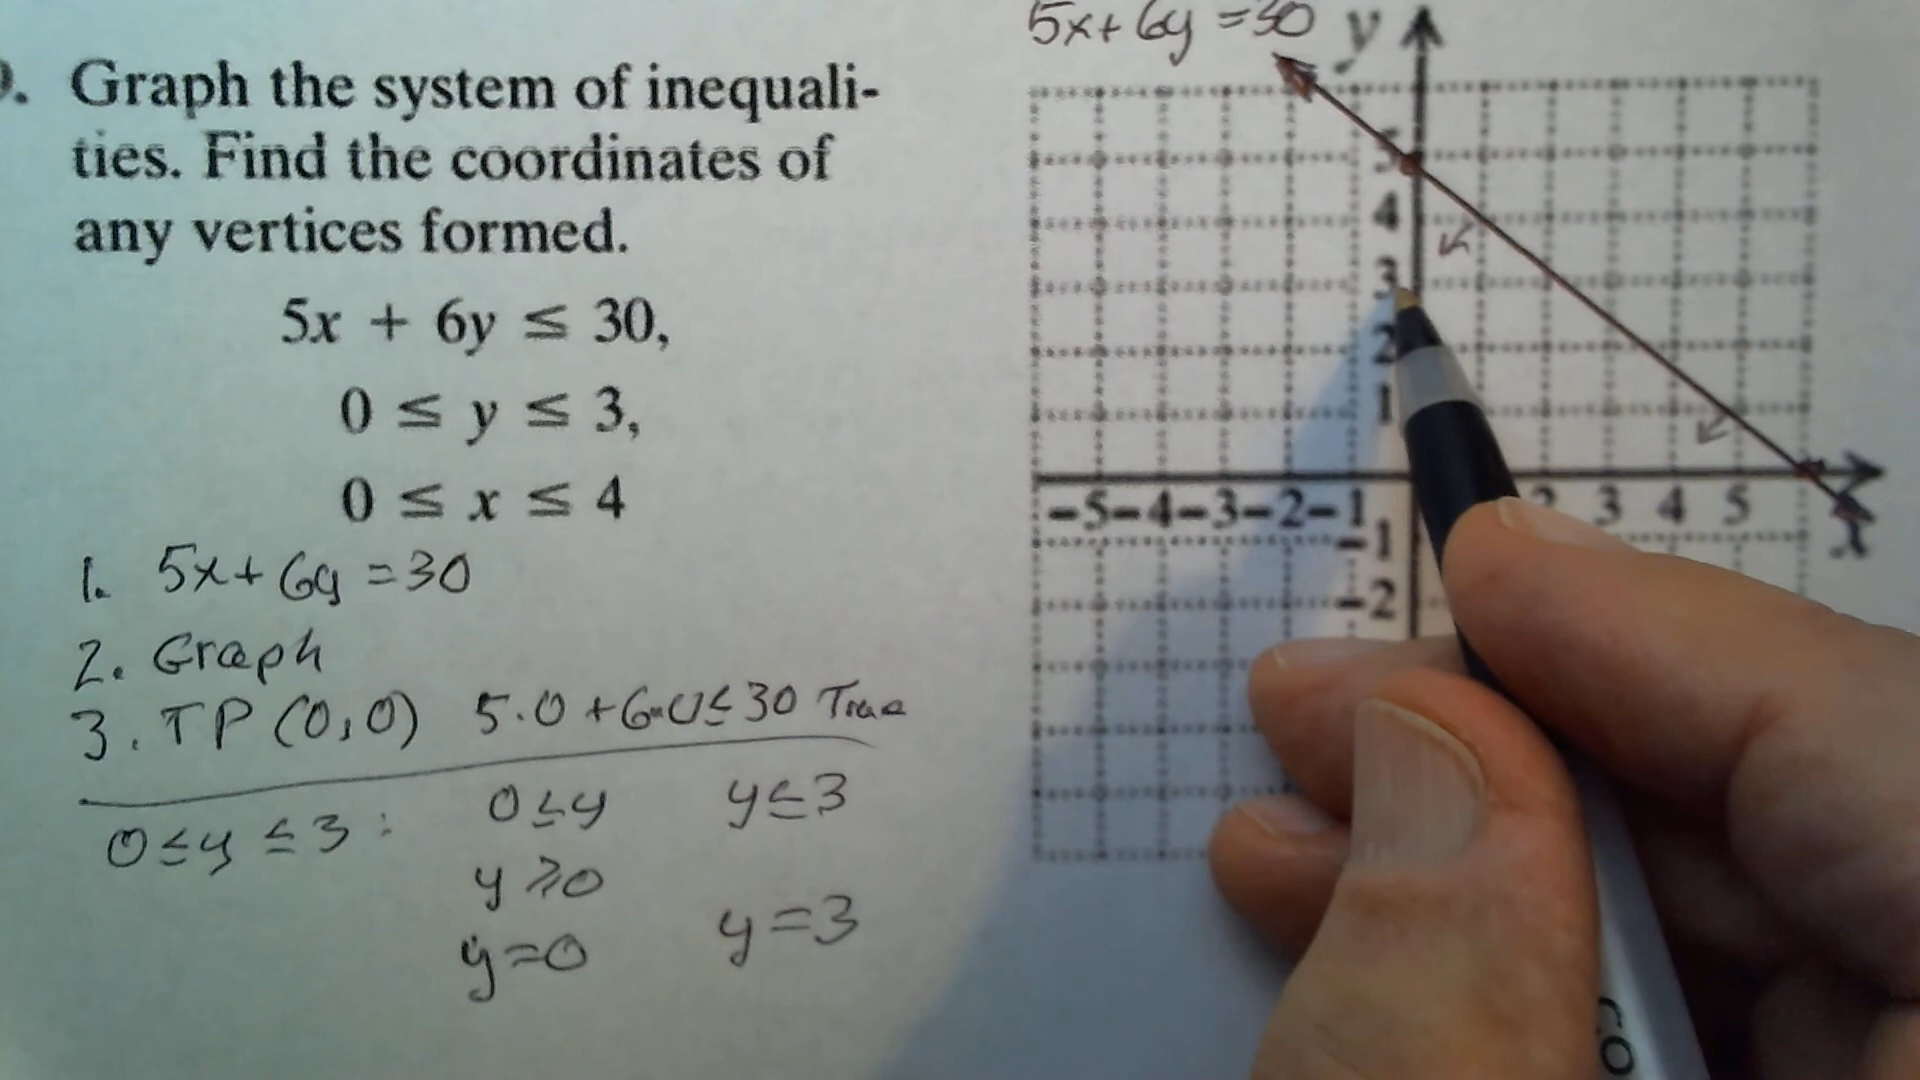 . Graph the system of inequali-
ties. Find the coordinates of
any vertices formed.
5x + 6y ≤ 30,
0 ≤ y ≤ 3,
0 ≤ x ≤ 4
1. 5x+6y=30
2. Graph
3. TP (0,0) 5·0+6·0≤30 True
0≤y≤3: 0≤y y≤3
y≥0
y=0 y=3
5x+6y=30 y
5
4
3
2
1
-5 -4 -3 -2 -1 2 3 4 5
x
-1
-2
co